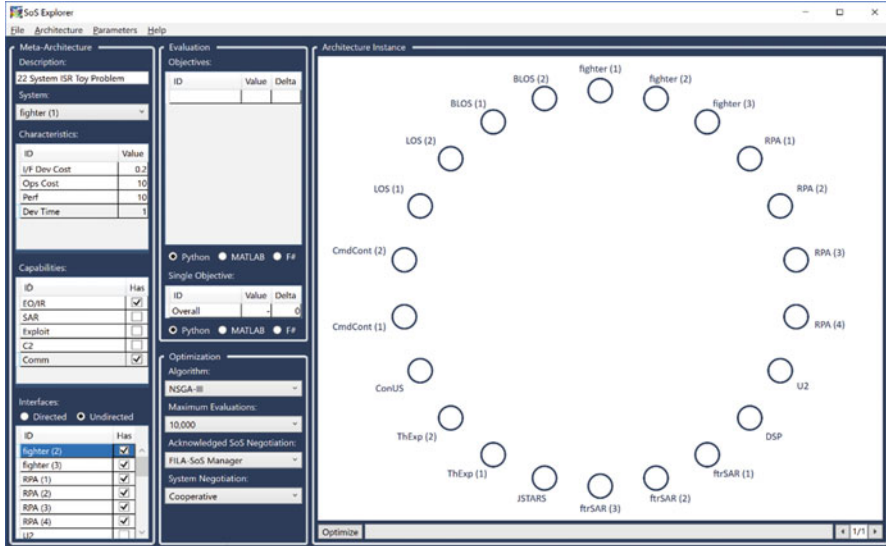 SoS Explorer
File Architecture Parameters Help
Meta-Architecture
Description:
22 System ISR Toy Problem
System:
fighter (1)
Characteristics:
ID Value
I/F Dev Cost 0.2
Ops Cost 10
Perf 10
Dev Time 1
Capabilities:
ID Has
EO/IR
SAR
Exploit
C2
Comm
Interfaces:
Directed Undirected
ID Has
fighter (2)
fighter (3)
RPA (1)
RPA (2)
RPA (3)
RPA (4)
U2
Evaluation
Objectives:
ID Value Delta
Python MATLAB F#
Single Objective:
ID Value Delta
Overall - 0
Python MATLAB F#
Optimization
Algorithm:
NSGA-III
Maximum Evaluations:
10,000
Acknowledged SoS Negotiation:
FILA-SoS Manager
System Negotiation:
Cooperative
Architecture Instance
fighter (1)
fighter (2)
fighter (3)
RPA (1)
RPA (2)
RPA (3)
RPA (4)
U2
DSP
ftrSAR (1)
ftrSAR (2)
ftrSAR (3)
JSTARS
ThExp (1)
ThExp (2)
ConUS
CmdCont (1)
CmdCont (2)
LOS (1)
LOS (2)
BLOS (1)
BLOS (2)
Optimize 1/1